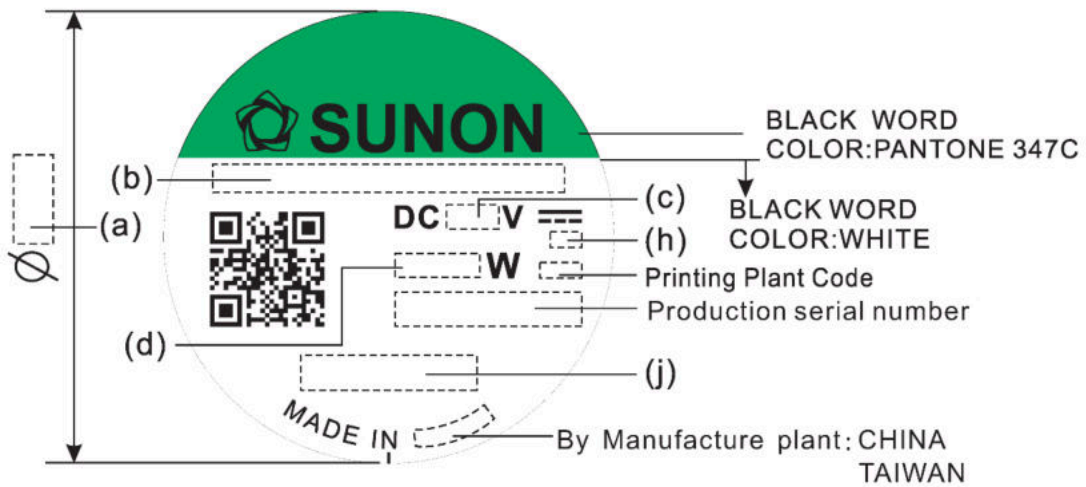 SUNON
BLACK WORD
COLOR:PANTONE 347C
(b)
(a)
Ø
DC V
(c)
BLACK WORD
COLOR:WHITE
(h)
W
Printing Plant Code
Production serial number
(d)
(j)
MADE IN
By Manufacture plant: CHINA
TAIWAN